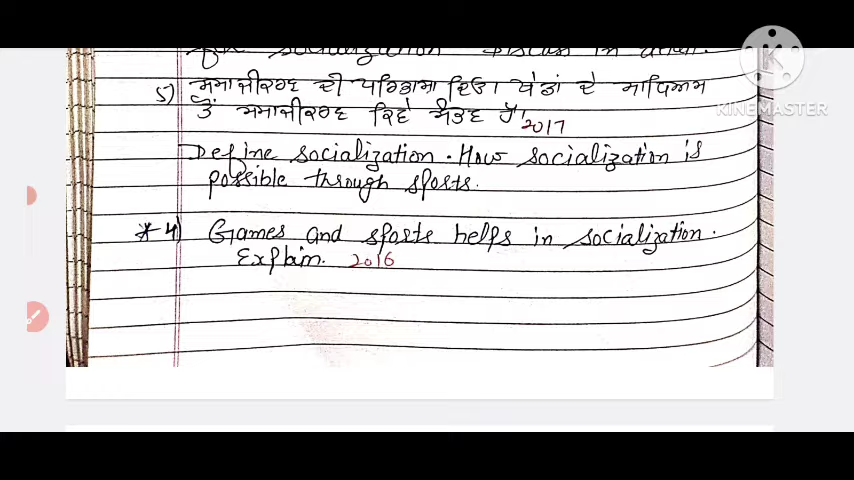 KINEMASTER
5) ਸਮਾਜੀਕਰਣ ਦੀ ਪਰਿਭਾਸ਼ਾ ਦਿਓ। ਖੇਡਾਂ ਦੇ ਮਾਧਿਅਮ
ਤੋਂ ਸਮਾਜੀਕਰਣ ਕਿਵੇਂ ਸੰਭਵ ਹੈ। 2017
Define socialization. How socialization is
possible through sports.
* 4) Games and sports helps in socialization.
Explain. 2016